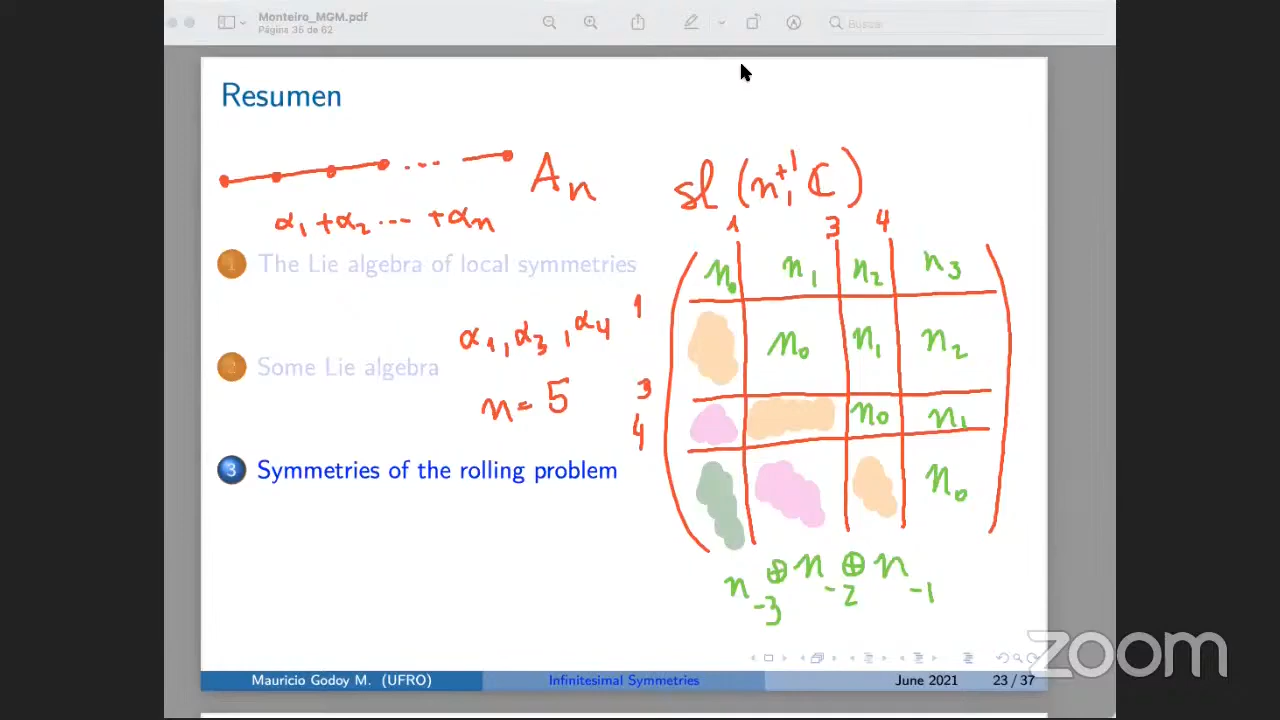 Monteiro_MGM.pdf
Página 35 de 62
Buscar
Resumen
A_n
sl (n+1, ℂ)
α₁+α₂ ... +αₙ
1 The Lie algebra of local symmetries
α₁, α₃, α₄
2 Some Lie algebra
n = 5
3 Symmetries of the rolling problem
1 3 4
n₀ n₁ n₂ n₃
1
n₀ n₁ n₂
3
n₀ n₁
4
n₀
n₋₃ ⊕ n₋₂ ⊕ n₋₁
Mauricio Godoy M. (UFRO) Infinitesimal Symmetries June 2021 23 / 37
zoom